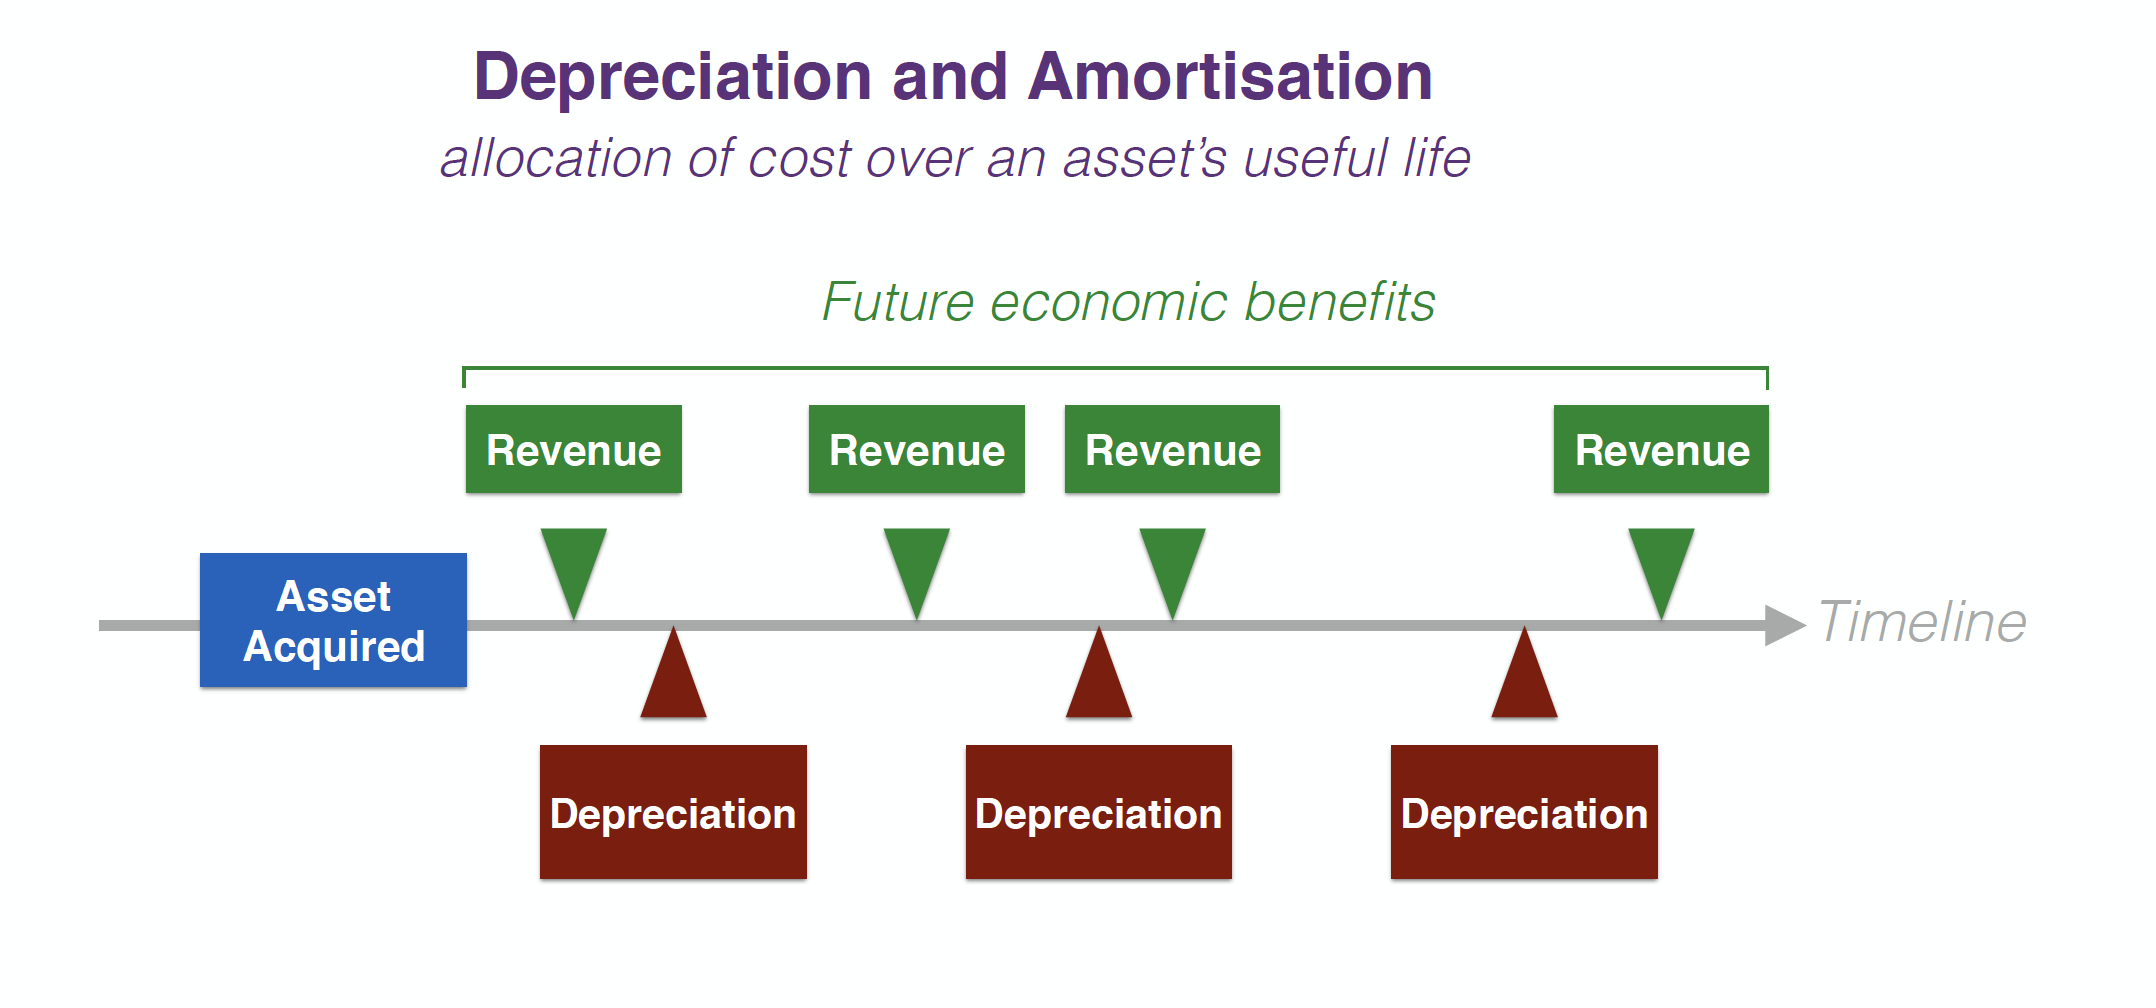 Depreciation and Amortisation
allocation of cost over an asset's useful life
Future economic benefits
Revenue
Revenue
Revenue
Revenue
Asset
Acquired
Timeline
Depreciation
Depreciation
Depreciation